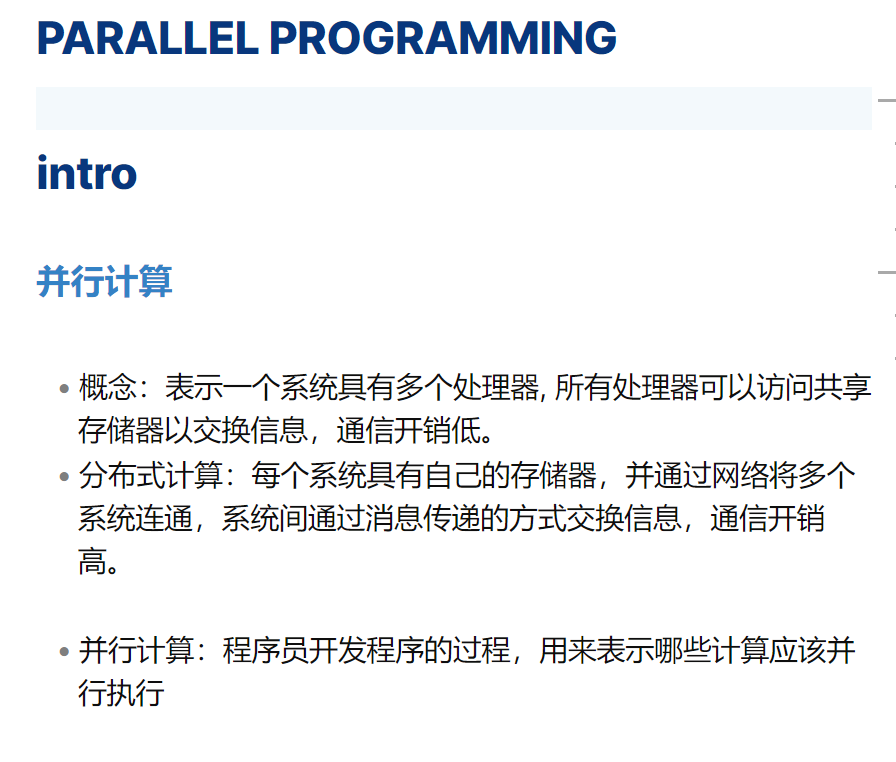 PARALLEL PROGRAMMING
intro
并行计算
概念：表示一个系统具有多个处理器, 所有处理器可以访问共享
存储器以交换信息，通信开销低。
分布式计算：每个系统具有自己的存储器，并通过网络将多个
系统连通，系统间通过消息传递的方式交换信息，通信开销
高。
并行计算：程序员开发程序的过程，用来表示哪些计算应该并
行执行